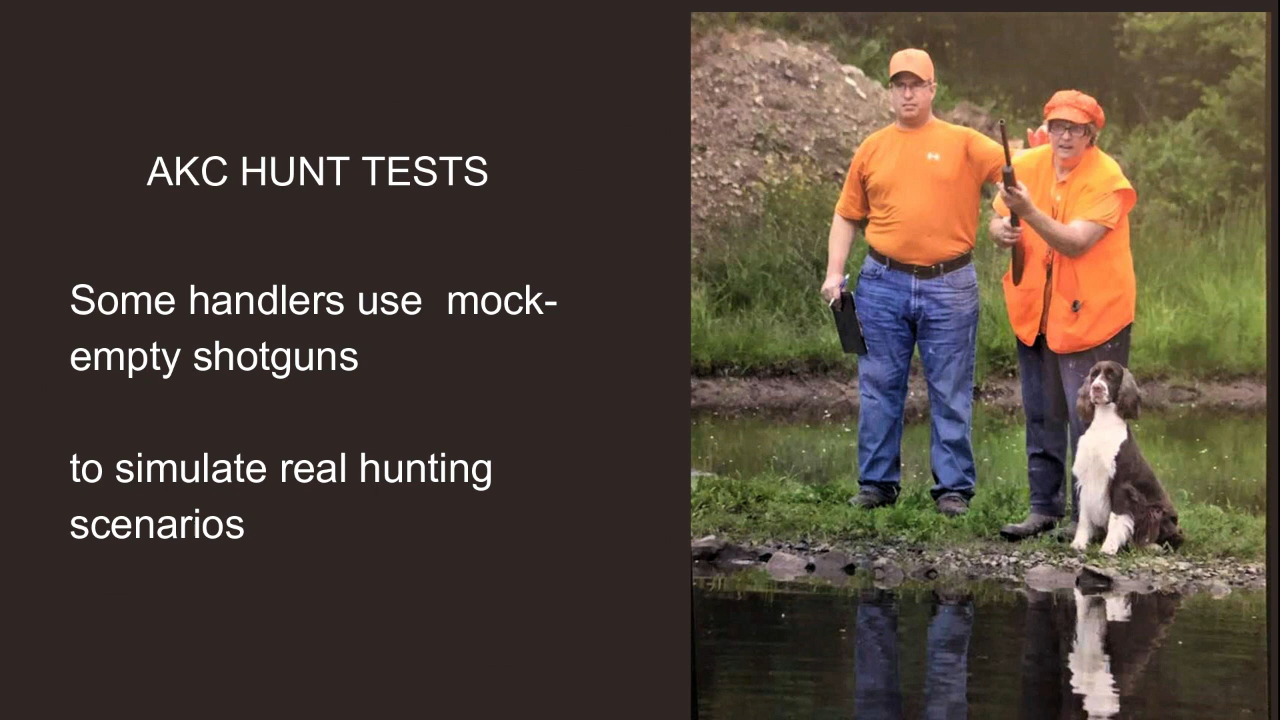 AKC HUNT TESTS
Some handlers use  mock-
empty shotguns
to simulate real hunting
scenarios